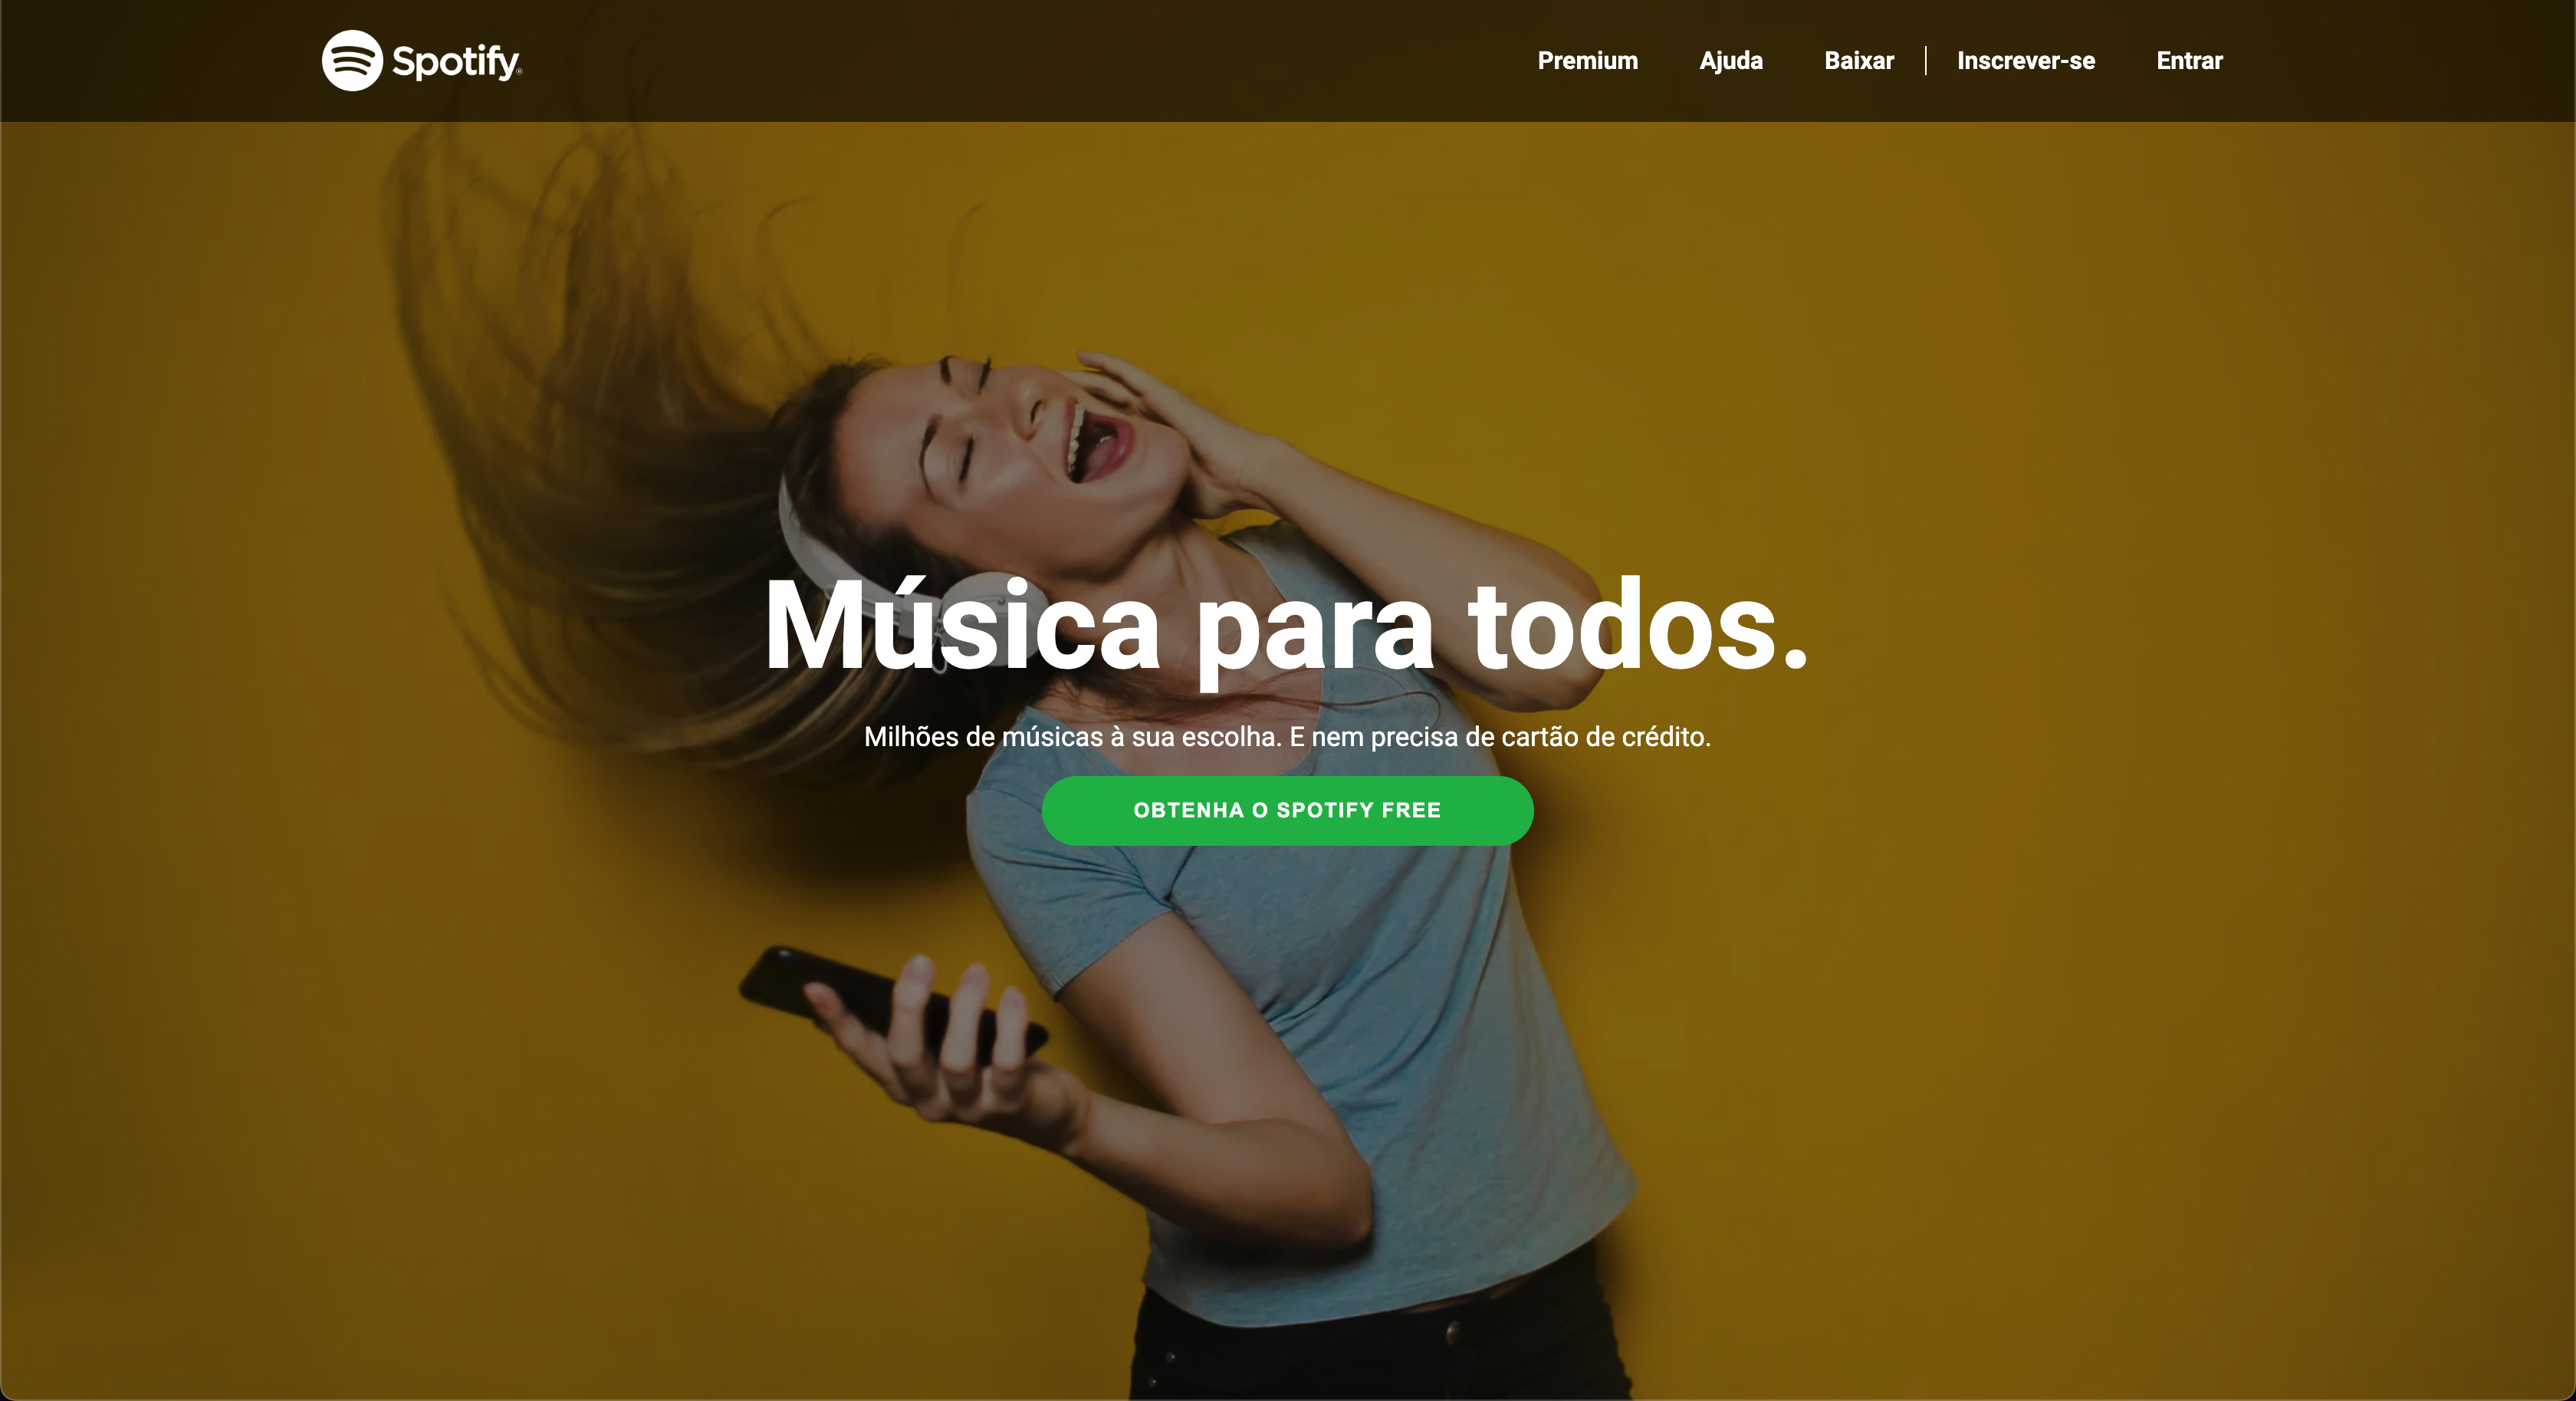 Spotify®
Premium Ajuda Baixar Inscrever-se Entrar
Música para todos.
Milhões de músicas à sua escolha. E nem precisa de cartão de crédito.
OBTENHA O SPOTIFY FREE